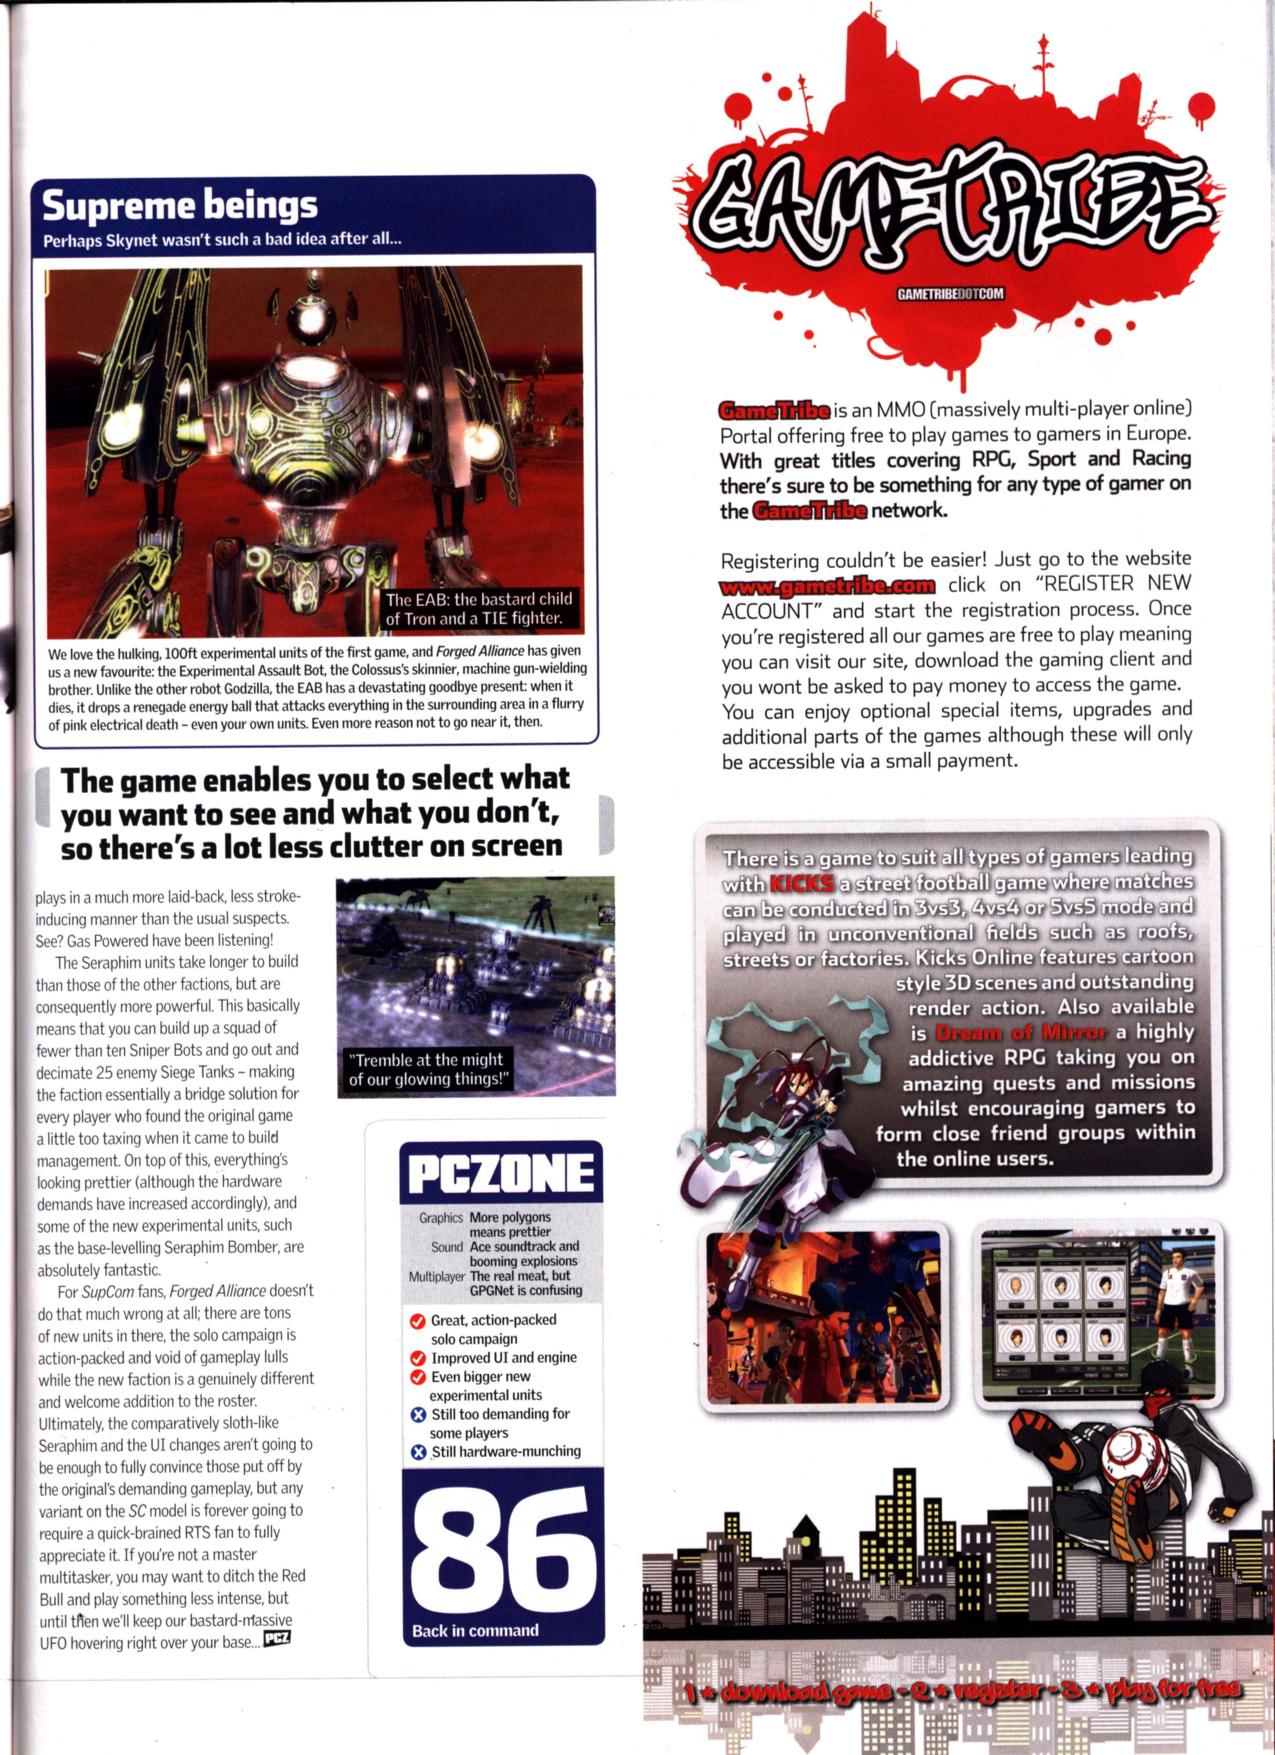 Supreme beings
Perhaps Skynet wasn't such a bad idea after all...
The EAB: the bastard child
of Tron and a TIE fighter.
We love the hulking, 100ft experimental units of the first game, and Forged Alliance has given
us a new favourite: the Experimental Assault Bot, the Colossus's skinnier, machine gun-wielding
brother. Unlike the other robot Godzilla, the EAB has a devastating goodbye present: when it
dies, it drops a renegade energy ball that attacks everything in the surrounding area in a flurry
of pink electrical death – even your own units. Even more reason not to go near it, then.
The game enables you to select what
you want to see and what you don't,
so there's a lot less clutter on screen
plays in a much more laid-back, less stroke-
inducing manner than the usual suspects.
See? Gas Powered have been listening!
The Seraphim units take longer to build
than those of the other factions, but are
consequently more powerful. This basically
means that you can build up a squad of
fewer than ten Sniper Bots and go out and
decimate 25 enemy Siege Tanks – making
the faction essentially a bridge solution for
every player who found the original game
a little too taxing when it came to build
management. On top of this, everything's
looking prettier (although the hardware
demands have increased accordingly), and
some of the new experimental units, such
as the base-levelling Seraphim Bomber, are
absolutely fantastic.
For SupCom fans, Forged Alliance doesn't
do that much wrong at all; there are tons
of new units in there, the solo campaign is
action-packed and void of gameplay lulls
while the new faction is a genuinely different
and welcome addition to the roster.
Ultimately, the comparatively sloth-like
Seraphim and the UI changes aren't going to
be enough to fully convince those put off by
the original's demanding gameplay, but any
variant on the SC model is forever going to
require a quick-brained RTS fan to fully
appreciate it. If you're not a master
multitasker, you may want to ditch the Red
Bull and play something less intense, but
until then we'll keep our bastard-massive
UFO hovering right over your base... PCZ
"Tremble at the might
of our glowing things!"
PCZONE
Graphics More polygons
means prettier
Sound Ace soundtrack and
booming explosions
Multiplayer The real meat, but
GPGNet is confusing
Great, action-packed
solo campaign
Improved UI and engine
Even bigger new
experimental units
Still too demanding for
some players
Still hardware-munching
86
Back in command
GAMETRIBE
GAMETRIBEDOTCOM
GameTribe is an MMO (massively multi-player online)
Portal offering free to play games to gamers in Europe.
With great titles covering RPG, Sport and Racing
there's sure to be something for any type of gamer on
the GameTribe network.
Registering couldn't be easier! Just go to the website
www.gametribe.com click on “REGISTER NEW
ACCOUNT” and start the registration process. Once
you're registered all our games are free to play meaning
you can visit our site, download the gaming client and
you wont be asked to pay money to access the game.
You can enjoy optional special items, upgrades and
additional parts of the games although these will only
be accessible via a small payment.
There is a game to suit all types of gamers leading
with KICKS a street football game where matches
can be conducted in 3vs3, 4vs4 or 5vs5 mode and
played in unconventional fields such as roofs,
streets or factories. Kicks Online features cartoon
style 3D scenes and outstanding
render action. Also available
is Dream of Mirror a highly
addictive RPG taking you on
amazing quests and missions
whilst encouraging gamers to
form close friend groups within
the online users.
1 * download game - 2 * register - 3 * play for free